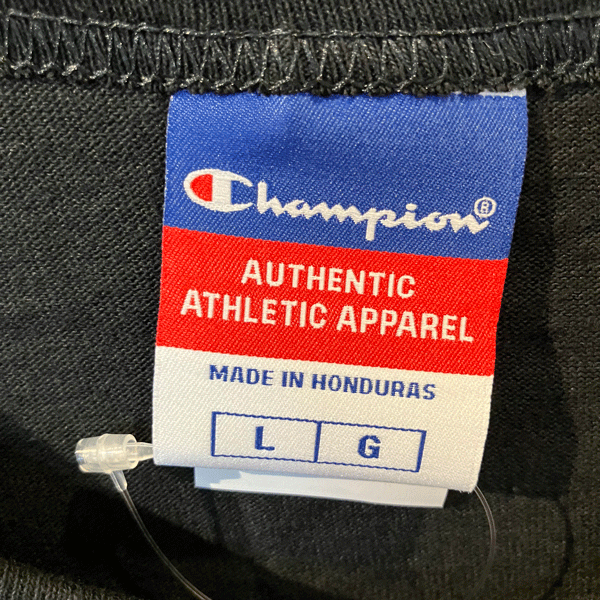 Champion®
AUTHENTIC
ATHLETIC APPAREL
MADE IN HONDURAS
L G